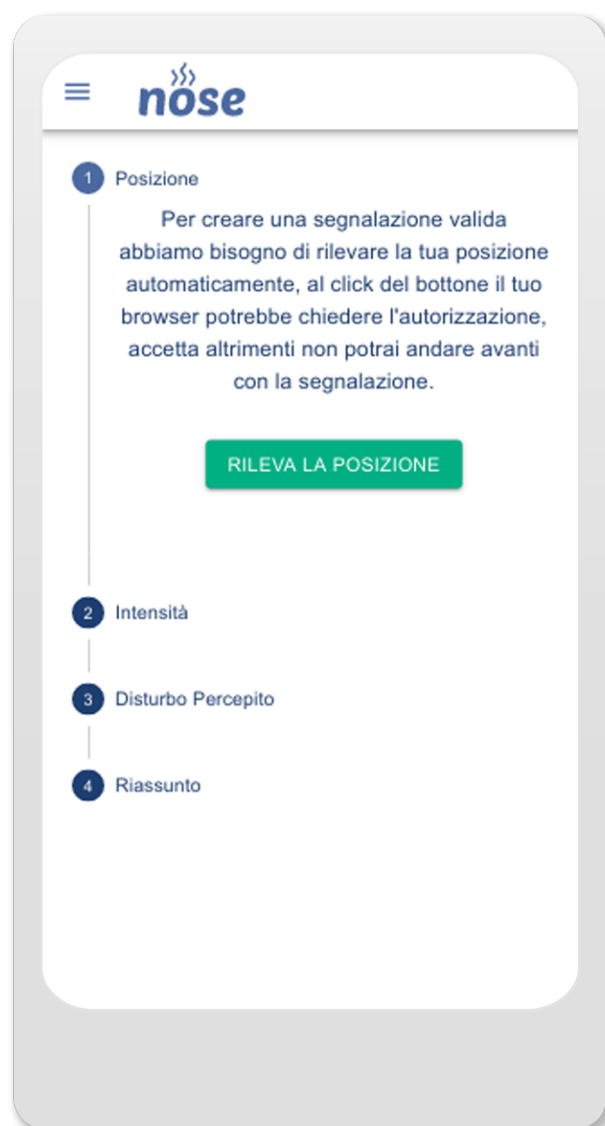 nose
1 Posizione
Per creare una segnalazione valida
abbiamo bisogno di rilevare la tua posizione
automaticamente, al click del bottone il tuo
browser potrebbe chiedere l'autorizzazione,
accetta altrimenti non potrai andare avanti
con la segnalazione.
RILEVA LA POSIZIONE
2 Intensità
3 Disturbo Percepito
4 Riassunto